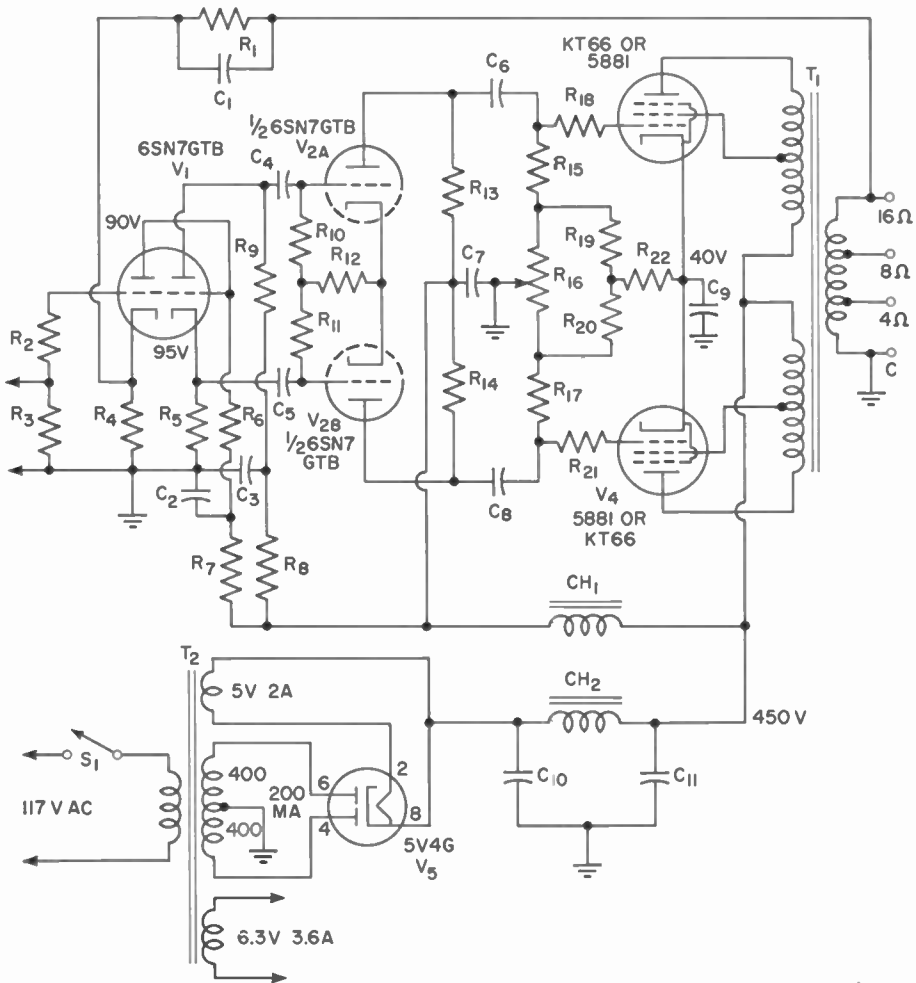 R1
C1
C6
KT66 OR
5881
T1
R18
1/2 6SN7GTB
V2A
6SN7GTB
V1
C4
R15
R13
16Ω
90V
R9
R10
R19
R12
C7
R16
R22
40V
C9
8Ω
R11
R20
4Ω
R2
95V
C5
R14
R17
C
R3
R4
R5
R6
V2B
1/2 6SN7
GTB
R21
C2
C3
C8
V4
5881 OR
KT66
R7
R8
CH1
T2
5V 2A
CH2
450V
S1
2
400
6
200
MA
8
C10
C11
117 V AC
400
4
5V4G
V5
6.3V 3.6A